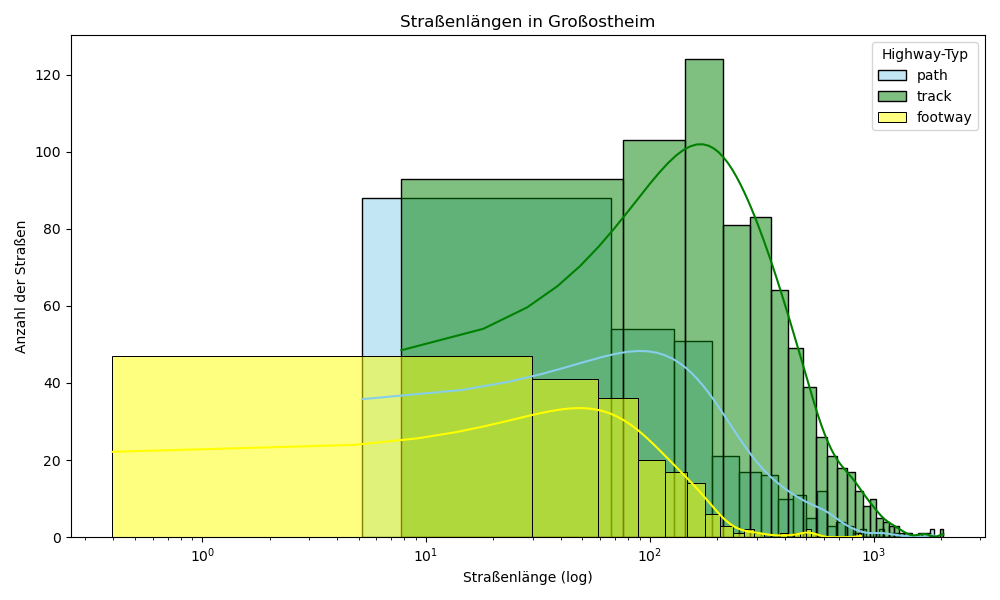 Straßenlängen in Großostheim
Highway-Typ
path
track
footway
Anzahl der Straßen
120
100
80
60
40
20
0
10⁰
10¹
10²
10³
Straßenlänge (log)